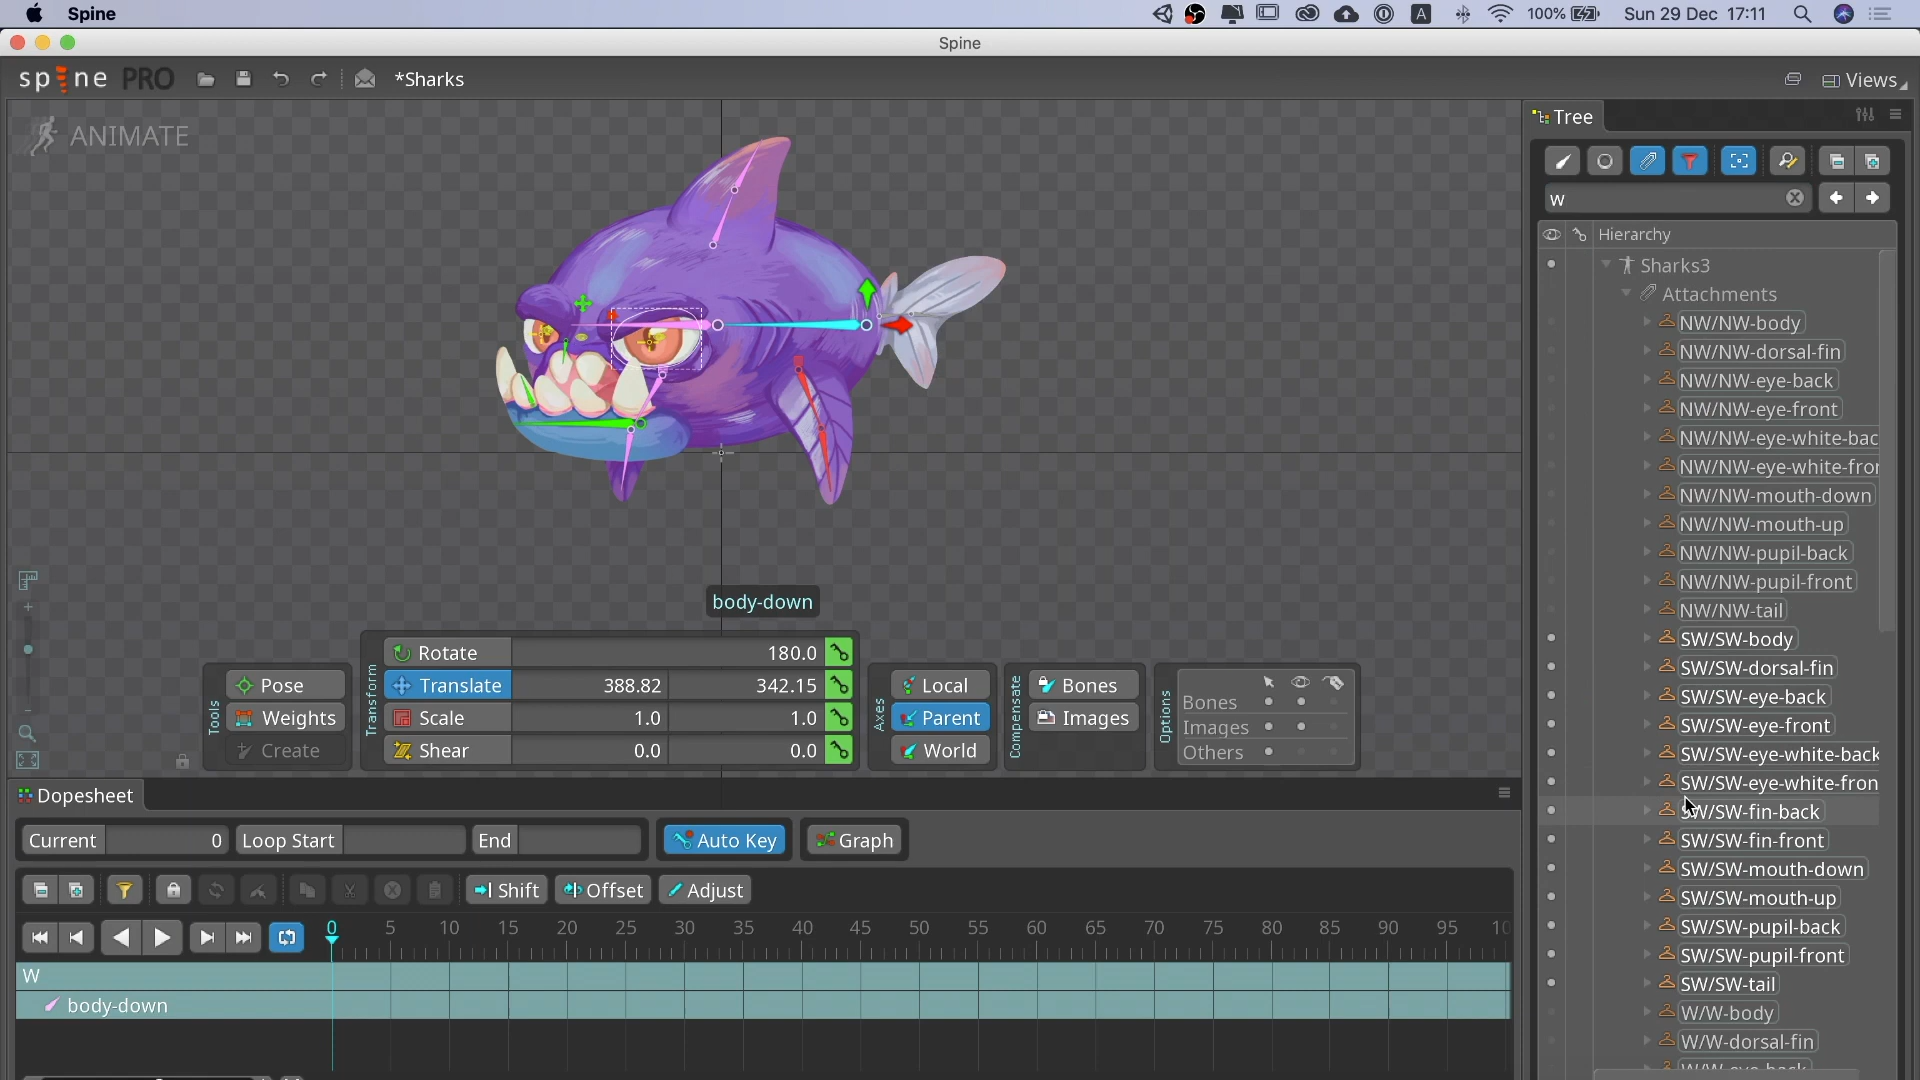 Spine
A
100%
Sun 29 Dec 17:11
Spine
spine PRO
*Sharks
Views
ANIMATE
Tree
w
Hierarchy
Sharks3
Attachments
NW/NW-body
NW/NW-dorsal-fin
NW/NW-eye-back
NW/NW-eye-front
NW/NW-eye-white-bac
NW/NW-eye-white-fron
NW/NW-mouth-down
NW/NW-mouth-up
NW/NW-pupil-back
NW/NW-pupil-front
NW/NW-tail
SW/SW-body
SW/SW-dorsal-fin
SW/SW-eye-back
SW/SW-eye-front
SW/SW-eye-white-back
SW/SW-eye-white-fron
SW/SW-fin-back
SW/SW-fin-front
SW/SW-mouth-down
SW/SW-mouth-up
SW/SW-pupil-back
SW/SW-pupil-front
SW/SW-tail
W/W-body
W/W-dorsal-fin
W/W-eye-back
body-down
Tools
Pose
Weights
Create
Transform
Rotate 180.0
Translate 388.82 342.15
Scale 1.0 1.0
Shear 0.0 0.0
Axes
Local
Parent
World
Compensate
Bones
Images
Options
Bones
Images
Others
Dopesheet
Current 0 Loop Start End Auto Key Graph
Shift Offset Adjust
0 5 10 15 20 25 30 35 40 45 50 55 60 65 70 75 80 85 90 95 10
W
body-down